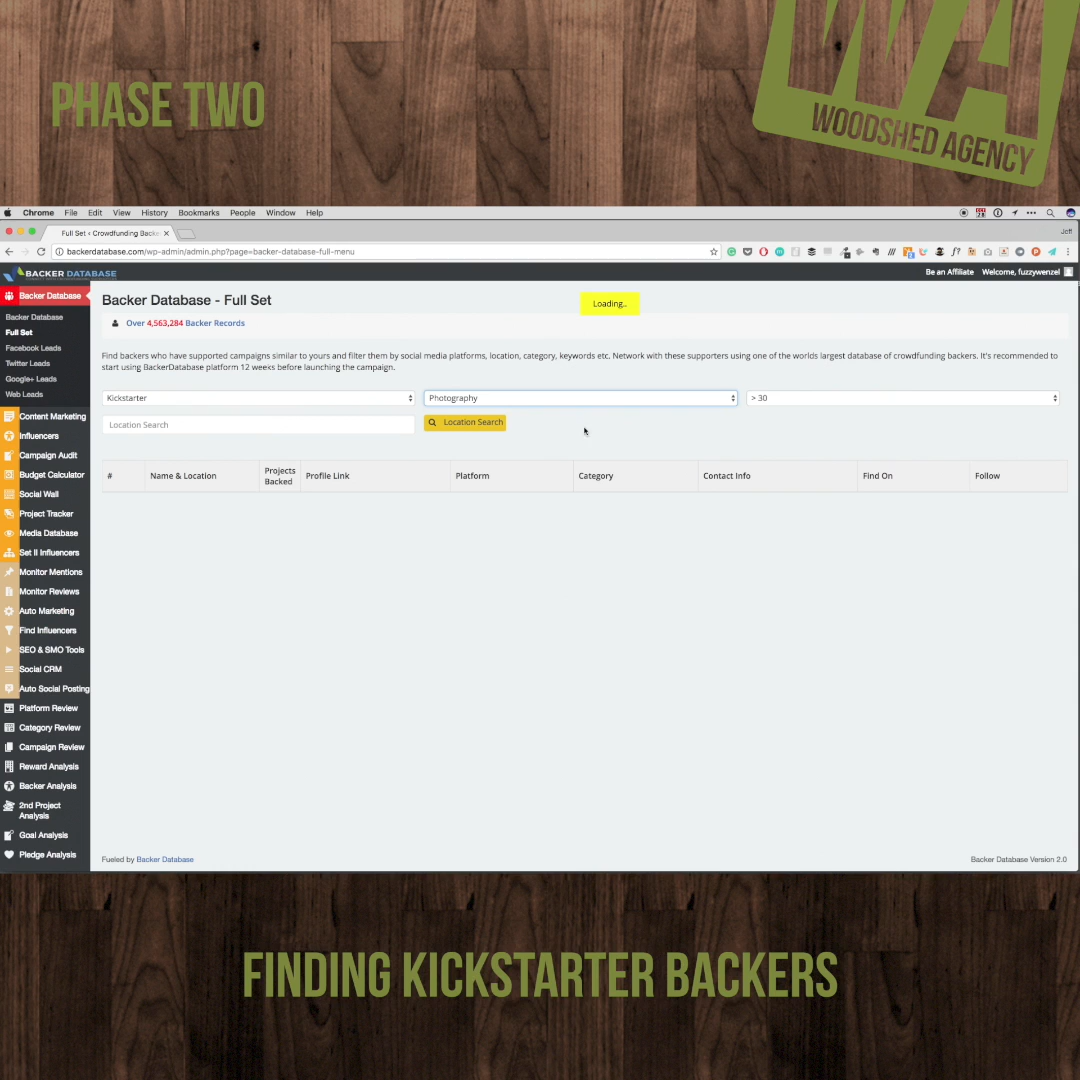 PHASE TWO
WA
WOODSHED AGENCY
Chrome File Edit View History Bookmarks People Window Help
Full Set ‹ Crowdfunding Backe
Jeff
backerdatabase.com/wp-admin/admin.php?page=backer-database-full-menu
BACKER DATABASE
Be an Affiliate Welcome, fuzzywenzel
Backer Database
Backer Database
Full Set
Facebook Leads
Twitter Leads
Google+ Leads
Web Leads
Content Marketing
Influencers
Campaign Audit
Budget Calculator
Social Wall
Project Tracker
Media Database
Set II Influencers
Monitor Mentions
Monitor Reviews
Auto Marketing
Find Influencers
SEO & SMO Tools
Social CRM
Auto Social Posting
Platform Review
Category Review
Campaign Review
Reward Analysis
Backer Analysis
2nd Project
Analysis
Goal Analysis
Pledge Analysis
Backer Database - Full Set
Loading..
Over 4,563,284 Backer Records
Find backers who have supported campaigns similar to yours and filter them by social media platforms, location, category, keywords etc. Network with these supporters using one of the worlds largest database of crowdfunding backers. It's recommended to
start using BackerDatabase platform 12 weeks before launching the campaign.
Kickstarter Photography > 30
Location Search Location Search
# Name & Location Projects Backed Profile Link Platform Category Contact Info Find On Follow
Fueled by Backer Database
Backer Database Version 2.0
FINDING KICKSTARTER BACKERS